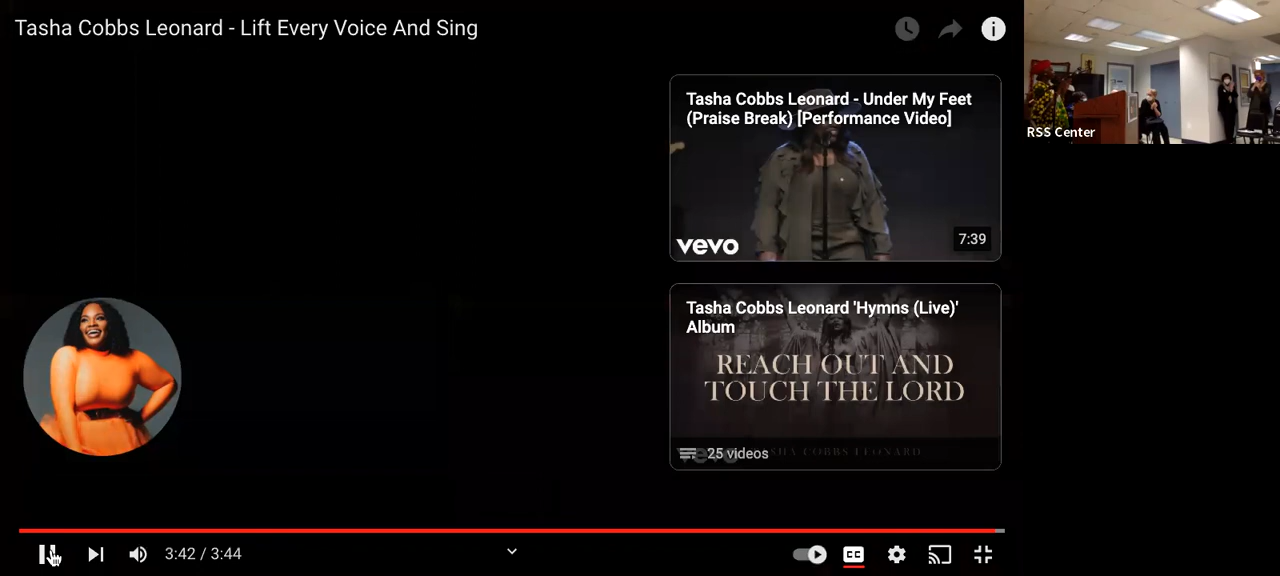 Tasha Cobbs Leonard - Lift Every Voice And Sing
Tasha Cobbs Leonard - Under My Feet
(Praise Break) [Performance Video]
vevo
7:39
RSS Center
Tasha Cobbs Leonard 'Hymns (Live)'
Album
REACH OUT AND
TOUCH THE LORD
25 videos
3:42 / 3:44
CC